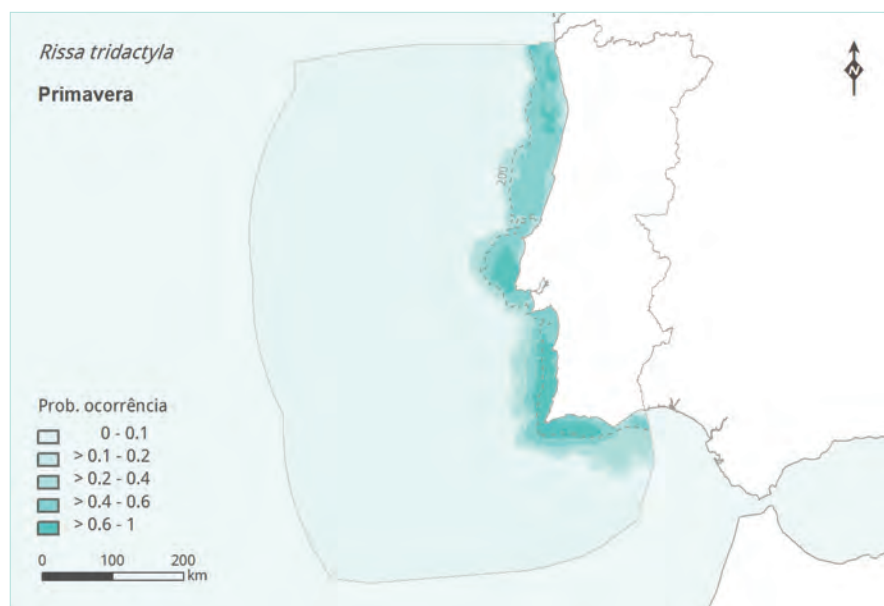 Rissa tridactyla
Primavera
N
200
Prob. ocorrência
0 - 0.1
> 0.1 - 0.2
> 0.2 - 0.4
> 0.4 - 0.6
> 0.6 - 1
0 100 200
km